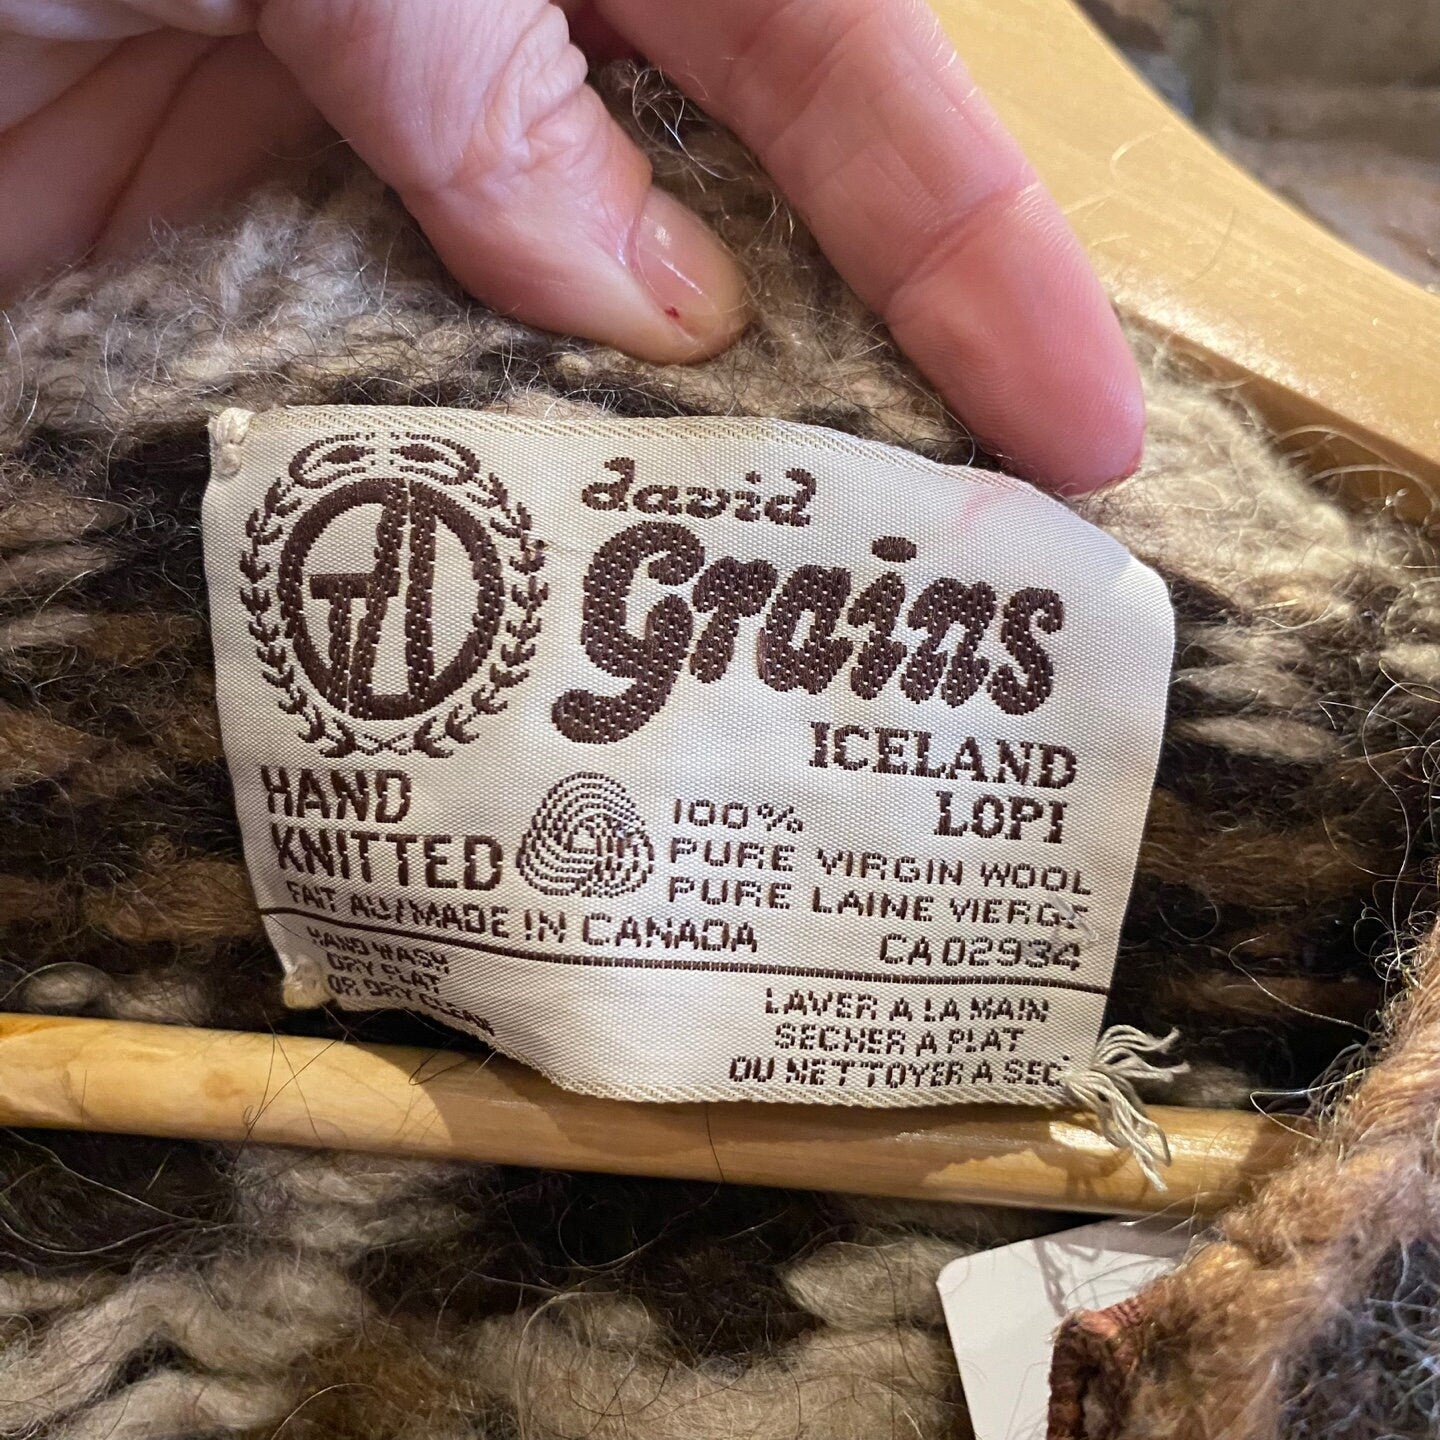 david
Grains
ICELAND
LOPI
HAND
KNITTED
100%
PURE VIRGIN WOOL
PURE LAINE VIERGE
FAIT AU/MADE IN CANADA
CA 02934
HAND WASH
DRY FLAT
OR DRY CLEAN
LAVER A LA MAIN
SECHER A PLAT
OU NETTOYER A SEC